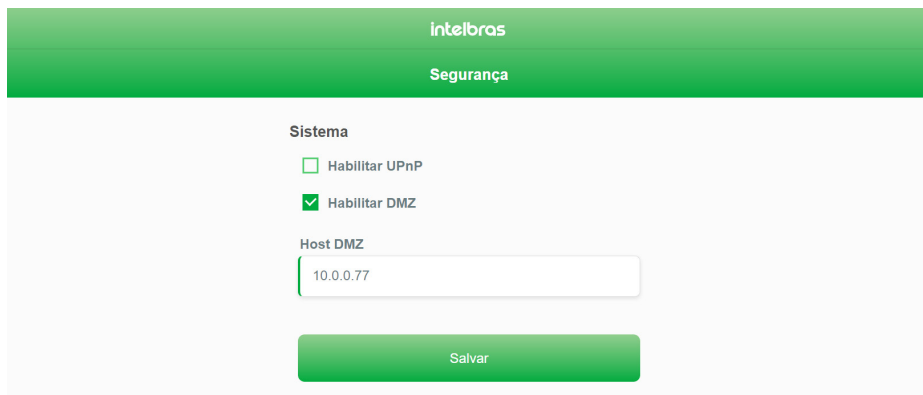 intelbras
Segurança
Sistema
Habilitar UPnP
Habilitar DMZ
Host DMZ
10.0.0.77
Salvar